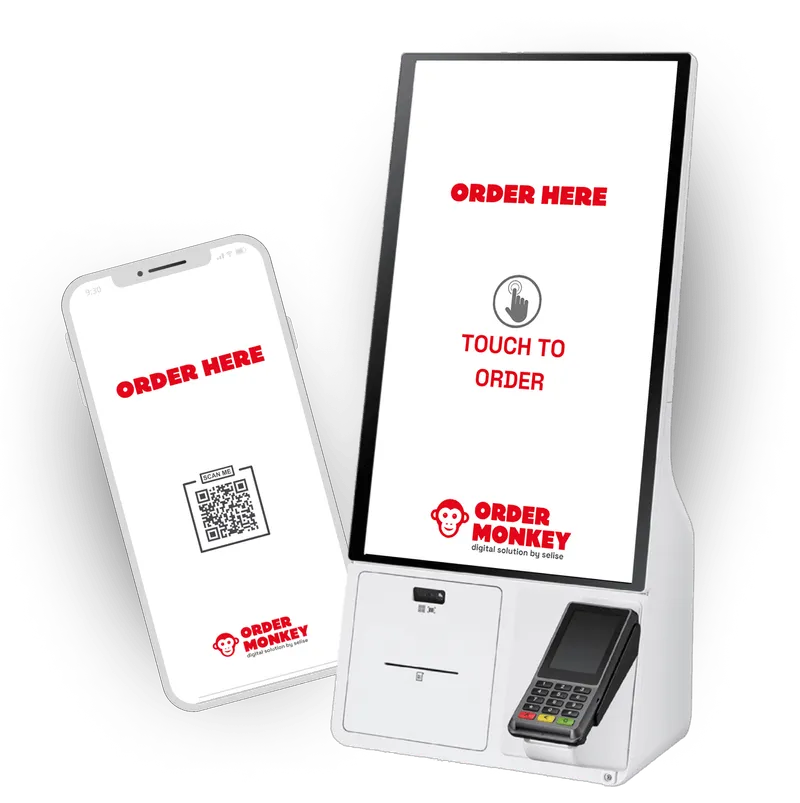 9:30
ORDER HERE
SCAN ME
ORDER
MONKEY
digital solution by selise
ORDER HERE
TOUCH TO
ORDER
ORDER
MONKEY
digital solution by selise